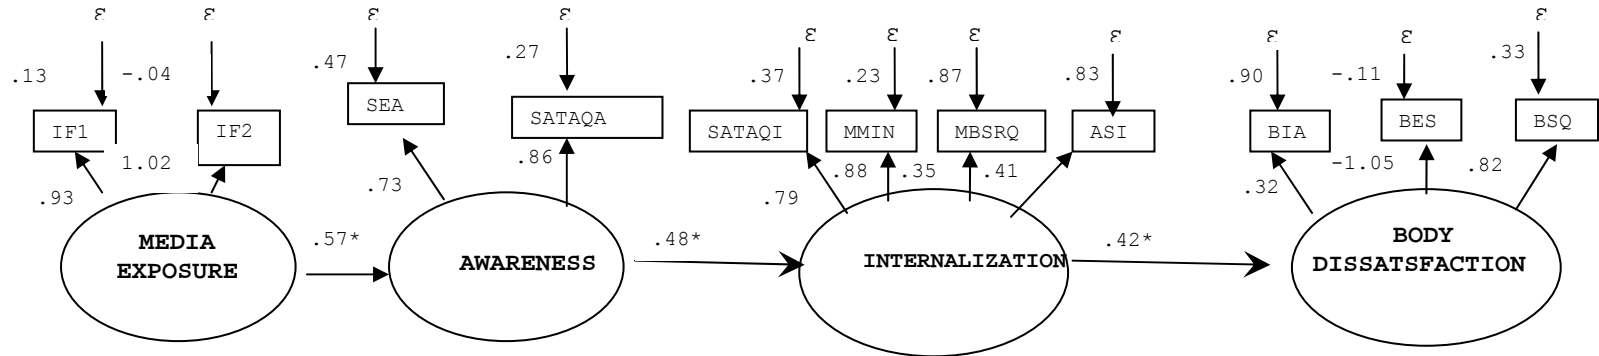 ε ε ε ε ε ε ε ε ε ε ε
.13 -.04 .47 .27 .37 .23 .87 .83 .90 -.11 .33
IF1 IF2 SEA SATAQA SATAQI MMIN MBSRQ ASI BIA BES BSQ
.93 1.02 .73 .86 .79 .88 .35 .41 .32 -1.05 .82
MEDIA
EXPOSURE
.57*
AWARENESS
.48*
INTERNALIZATION
.42*
BODY
DISSATSFACTION